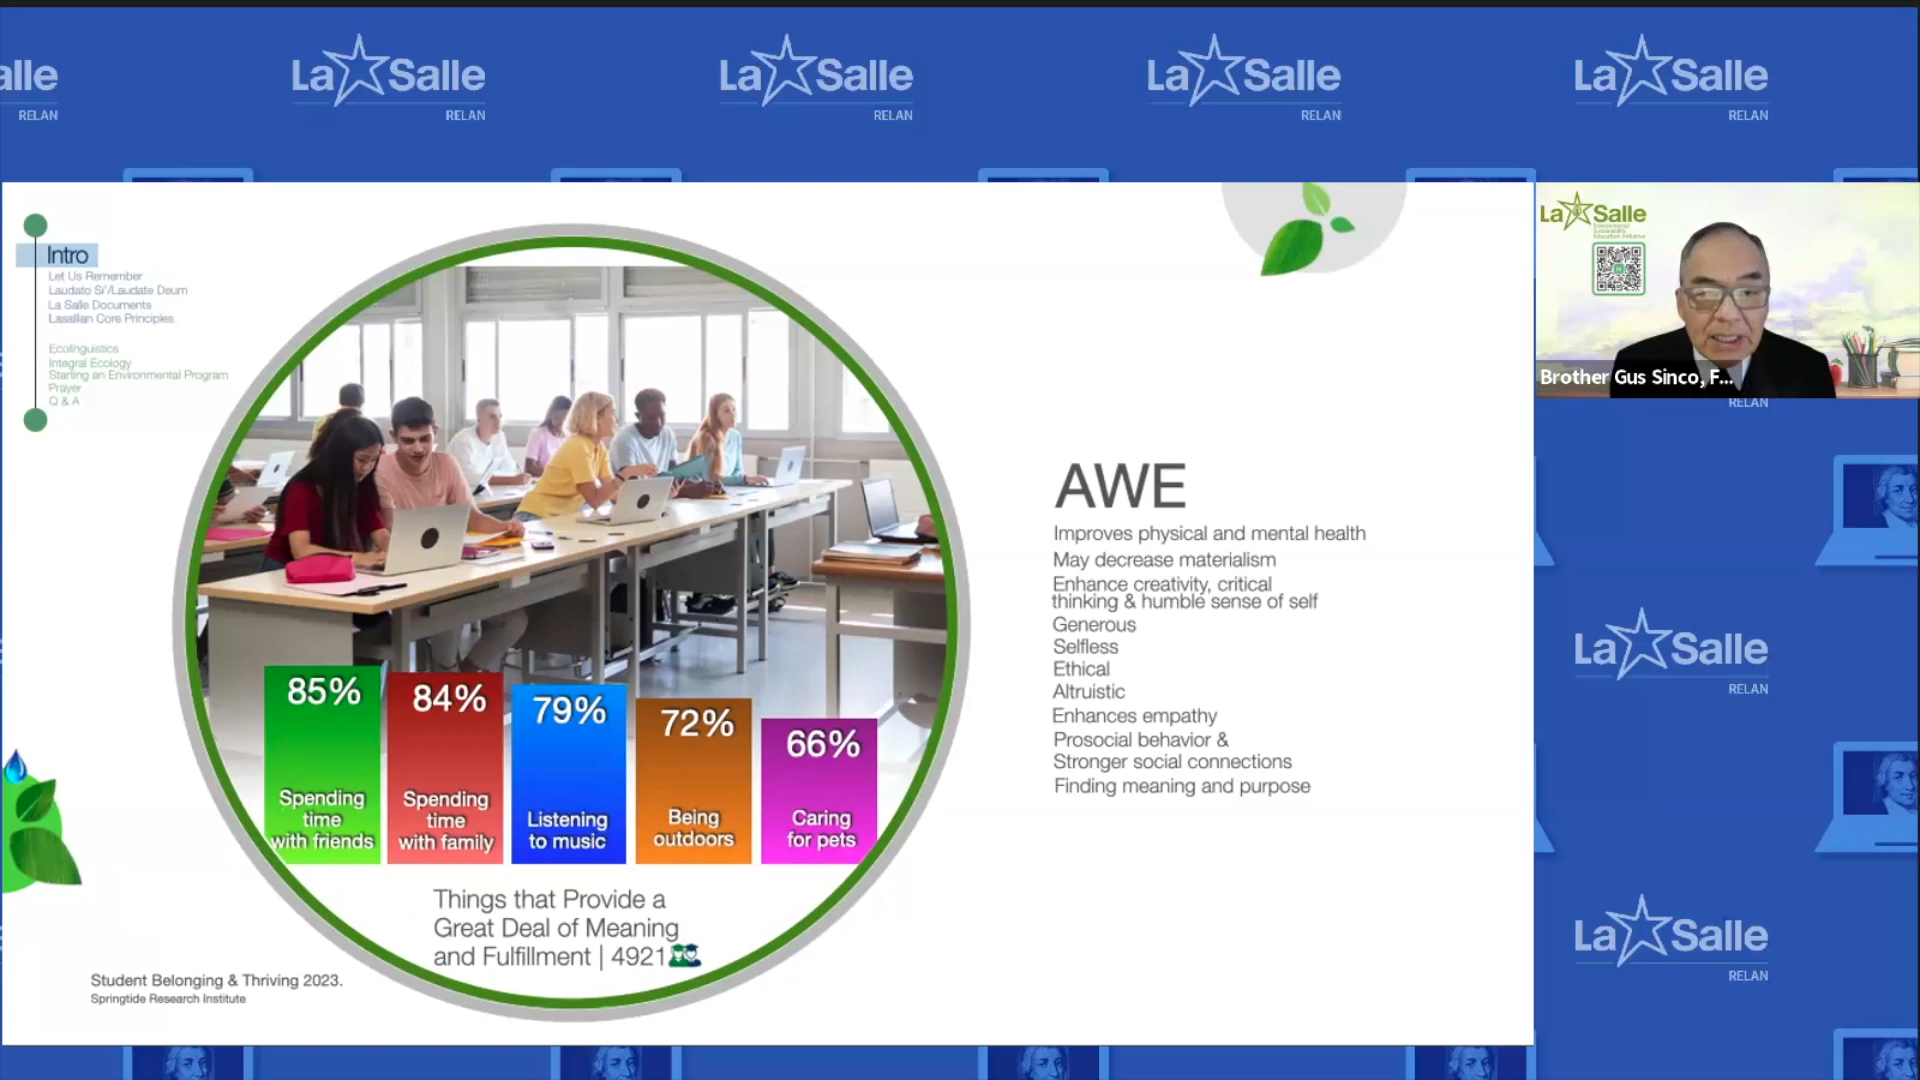 alle
RELAN
La Salle
RELAN
La Salle
RELAN
La Salle
RELAN
La Salle
RELAN
Intro
Let Us Remember
Laudato Si'/Laudate Deum
La Salle Documents
Lasallian Core Principles
Ecolinguistics
Integral Ecology
Starting an Environmental Program
Prayer
Q & A
85%
Spending
time
with friends
84%
Spending
time
with family
79%
Listening
to music
72%
Being
outdoors
66%
Caring
for pets
Things that Provide a
Great Deal of Meaning
and Fulfillment | 4921
Student Belonging & Thriving 2023.
Springtide Research Institute
AWE
Improves physical and mental health
May decrease materialism
Enhance creativity, critical
thinking & humble sense of self
Generous
Selfless
Ethical
Altruistic
Enhances empathy
Prosocial behavior &
Stronger social connections
Finding meaning and purpose
La Salle
Environmental
Sustainability
Education Initiative
Brother Gus Sinco, F...
RELAN
La Salle
RELAN
La Salle
RELAN